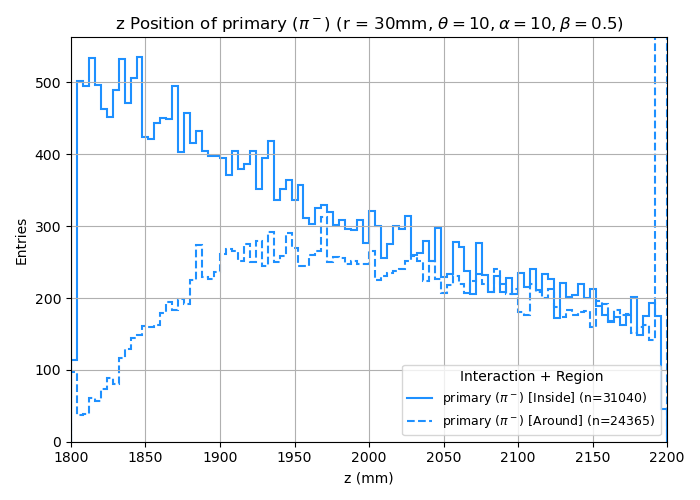 z Position of primary (π⁻) (r = 30mm, θ = 10, α = 10, β = 0.5)
500
400
300
200
100
0
Entries
Interaction + Region
primary (π⁻) [Inside] (n=31040)
primary (π⁻) [Around] (n=24365)
1800 1850 1900 1950 2000 2050 2100 2150 2200
z (mm)